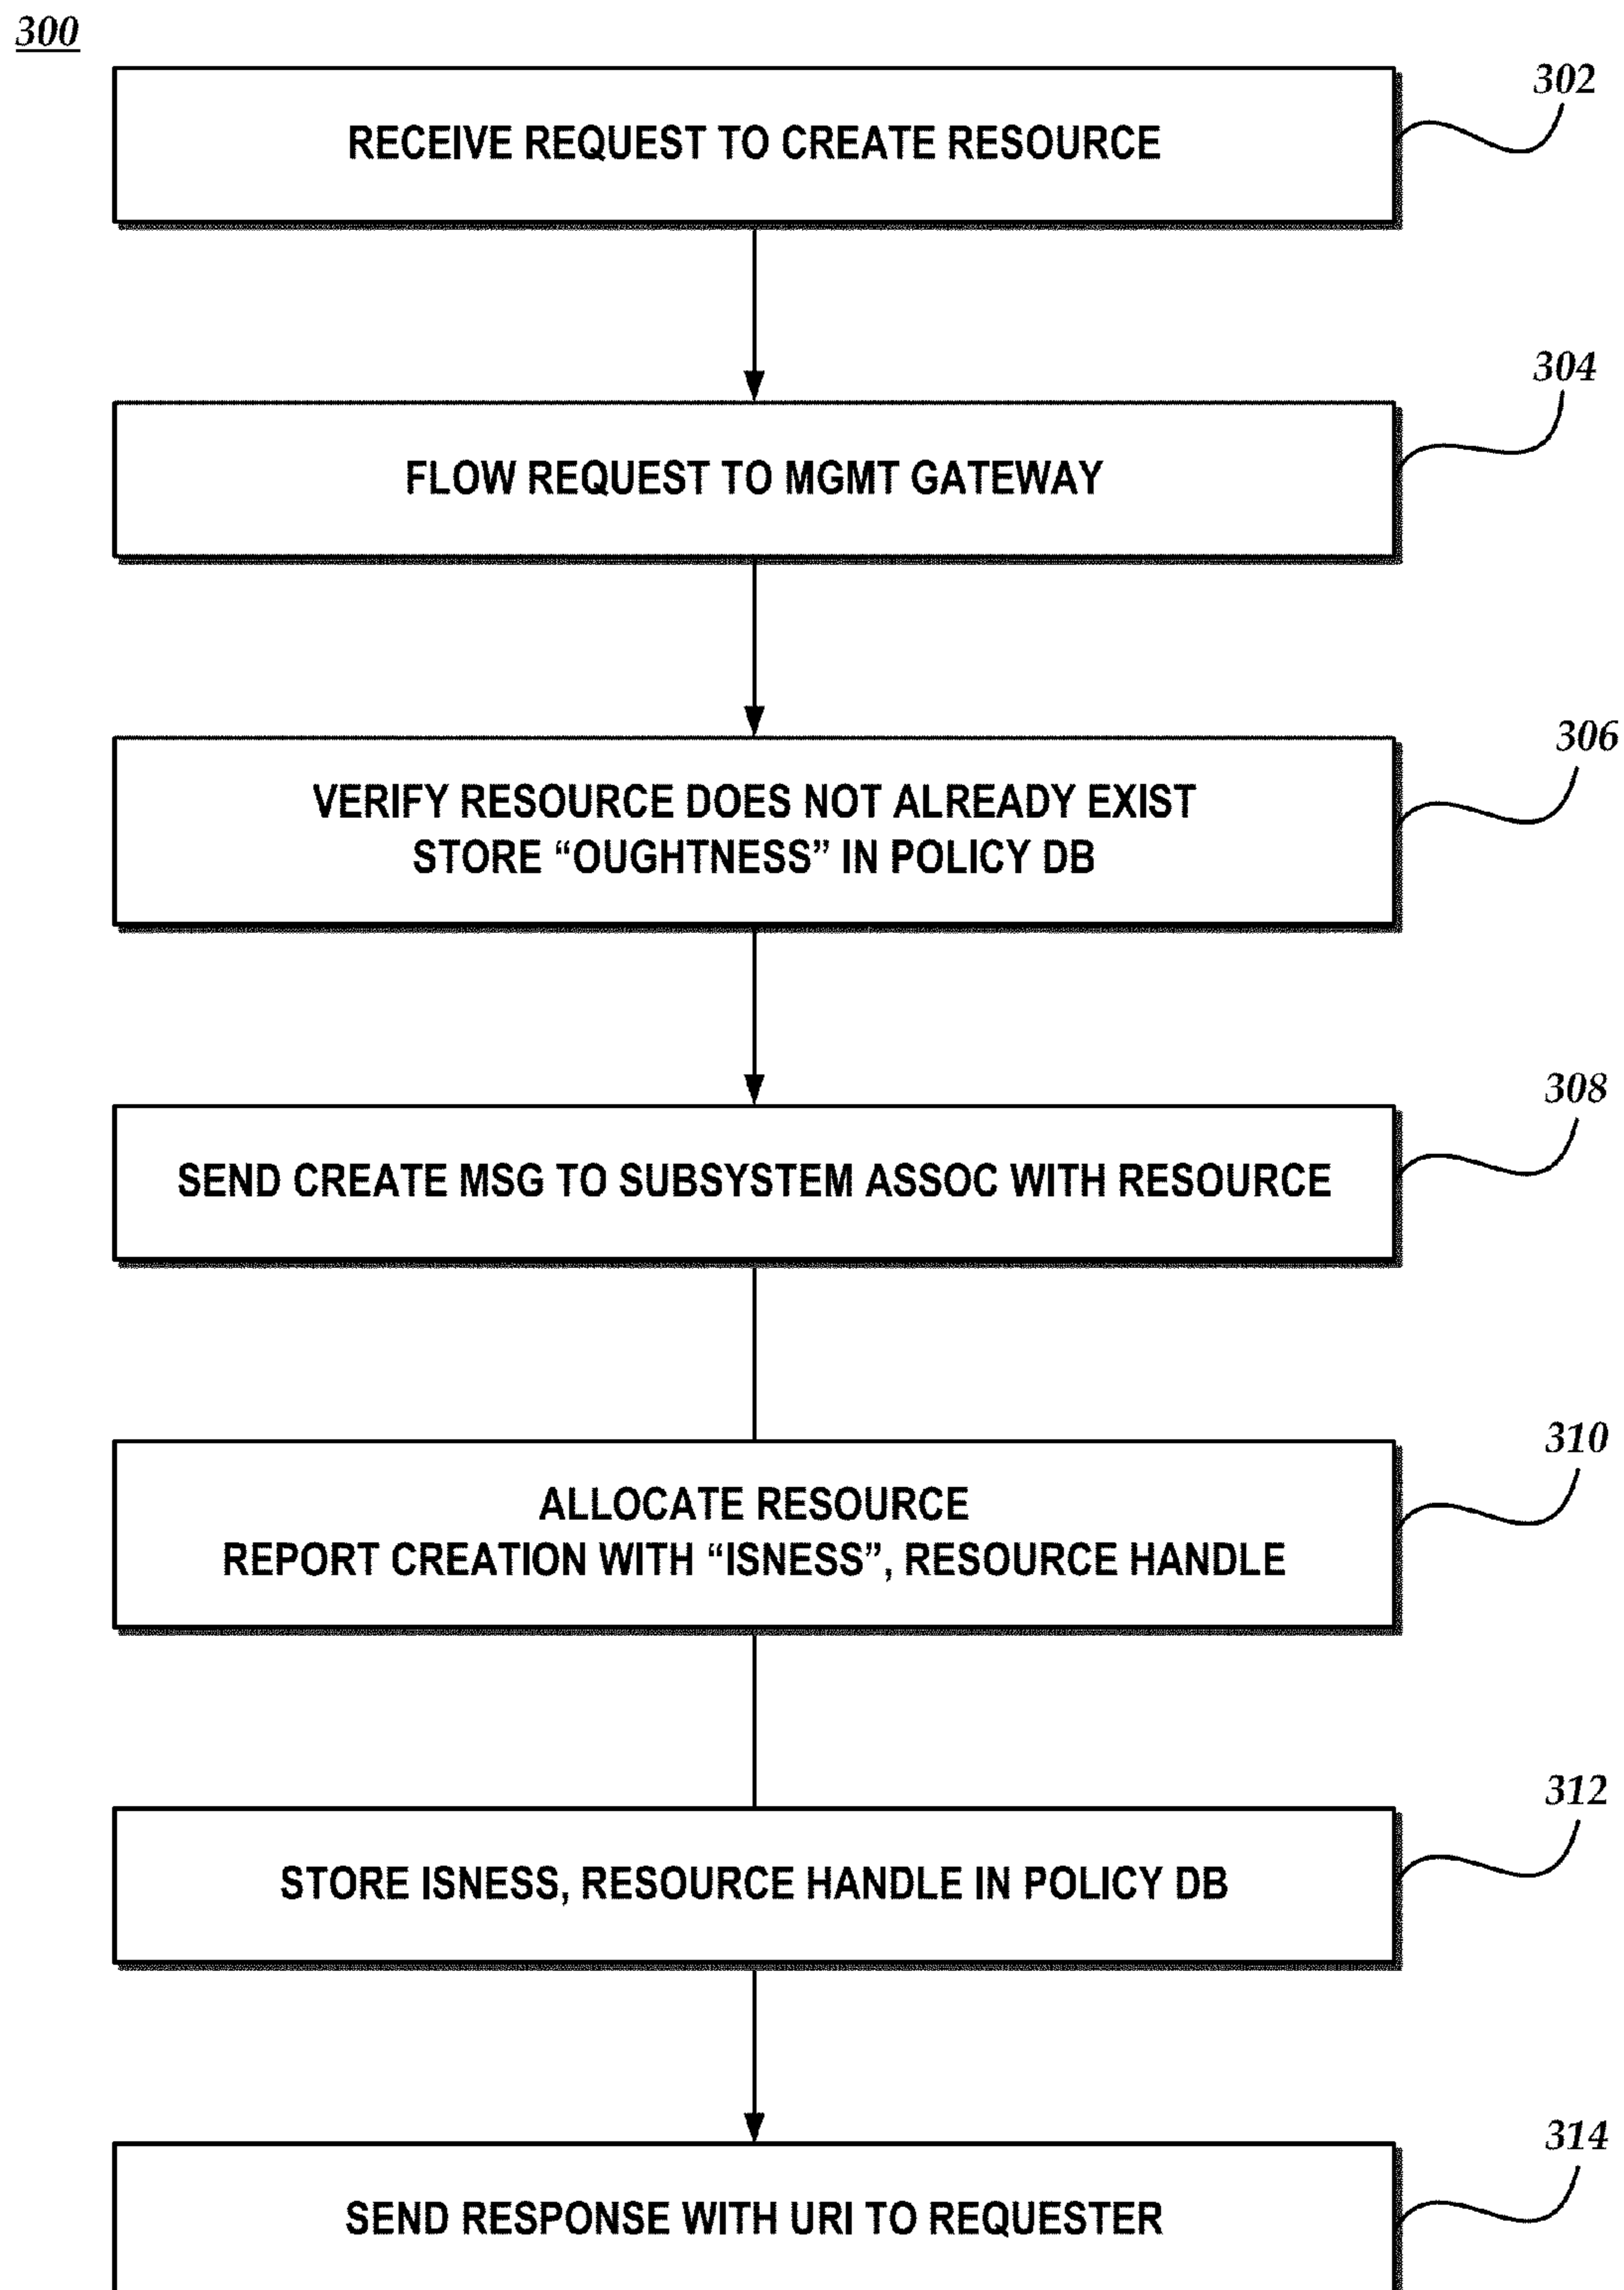 300
302
RECEIVE REQUEST TO CREATE RESOURCE
304
FLOW REQUEST TO MGMT GATEWAY
306
VERIFY RESOURCE DOES NOT ALREADY EXIST
STORE “OUGHTNESS” IN POLICY DB
308
SEND CREATE MSG TO SUBSYSTEM ASSOC WITH RESOURCE
310
ALLOCATE RESOURCE
REPORT CREATION WITH “ISNESS”, RESOURCE HANDLE
312
STORE ISNESS, RESOURCE HANDLE IN POLICY DB
314
SEND RESPONSE WITH URI TO REQUESTER